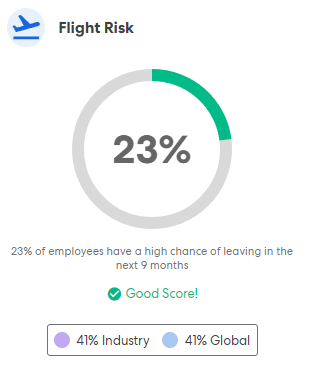 Flight Risk
23%
23% of employees have a high chance of leaving in the
next 9 months
Good Score!
41% Industry 41% Global